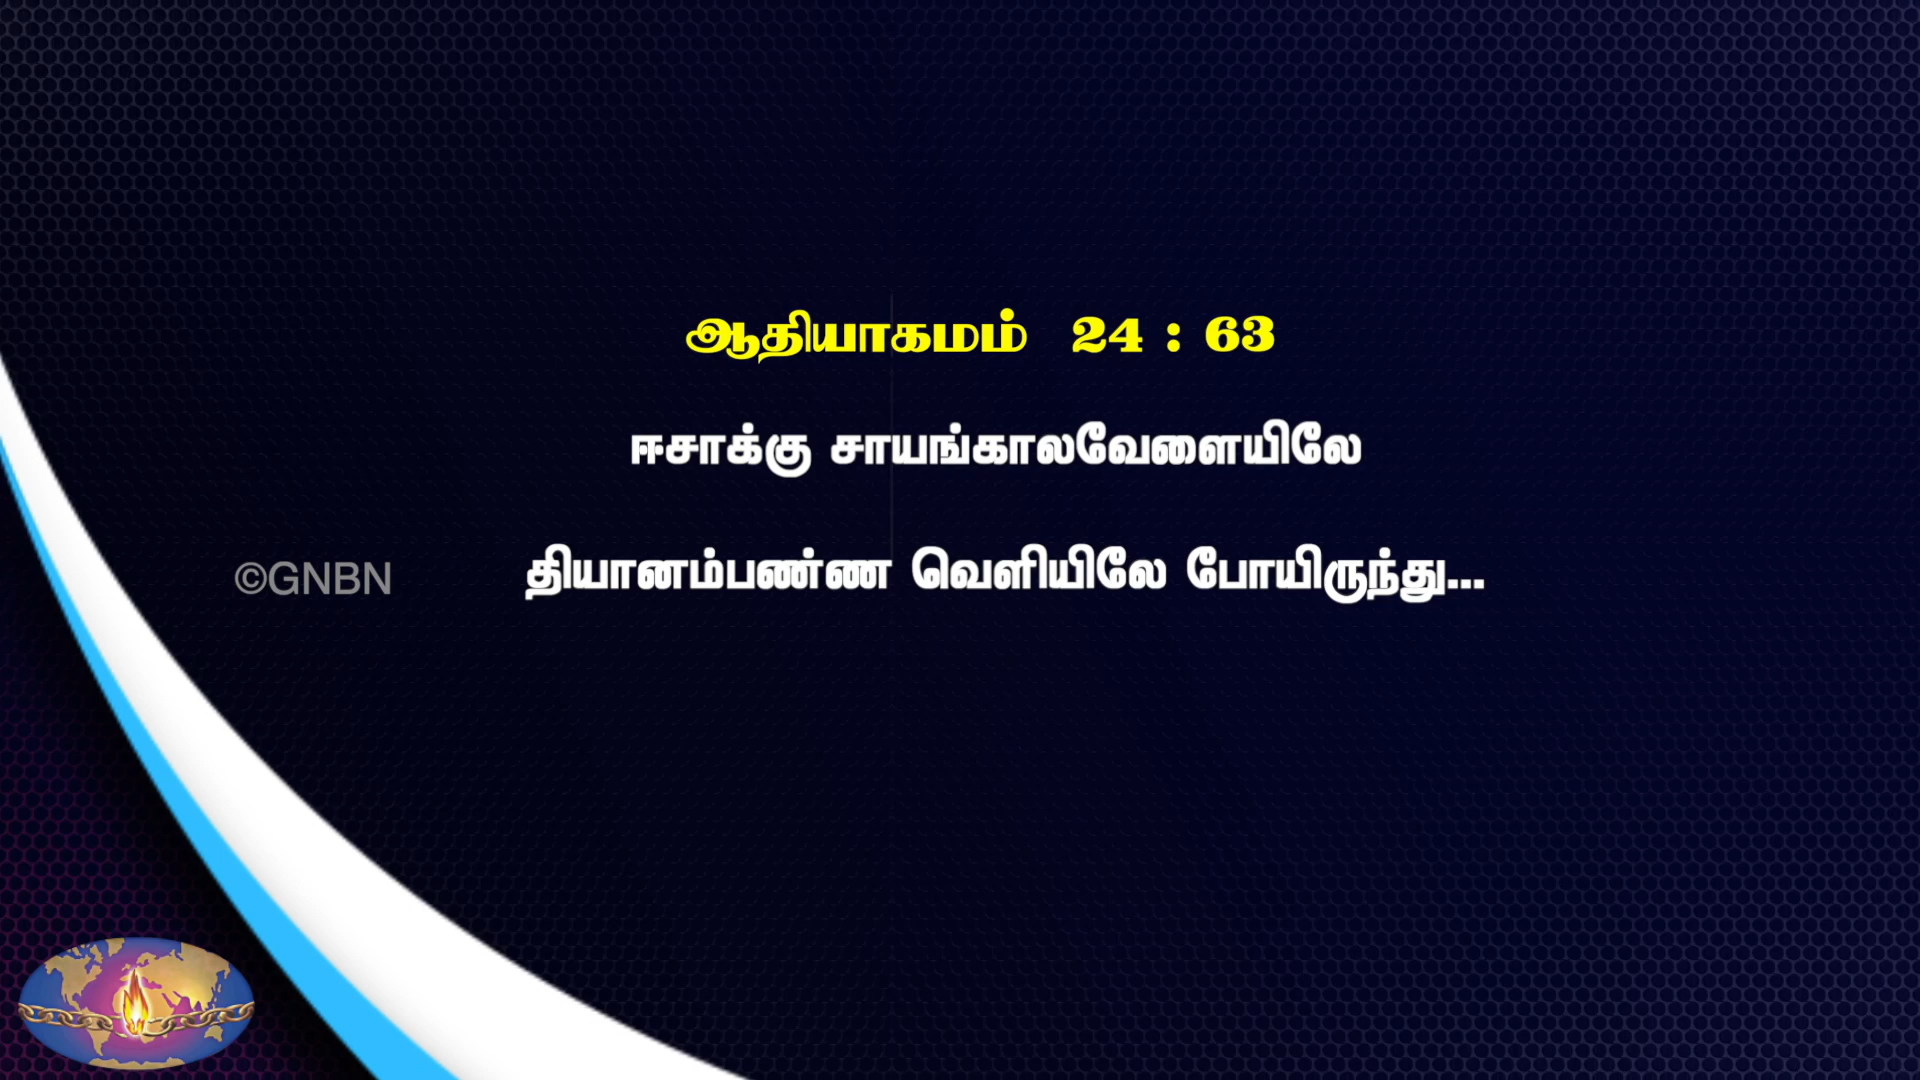 ஆதியாகமம் 24 : 63
ஈசாக்கு சாயங்காலவேளையிலே
தியானம்பண்ண வெளியிலே போயிருந்து...
©GNBN